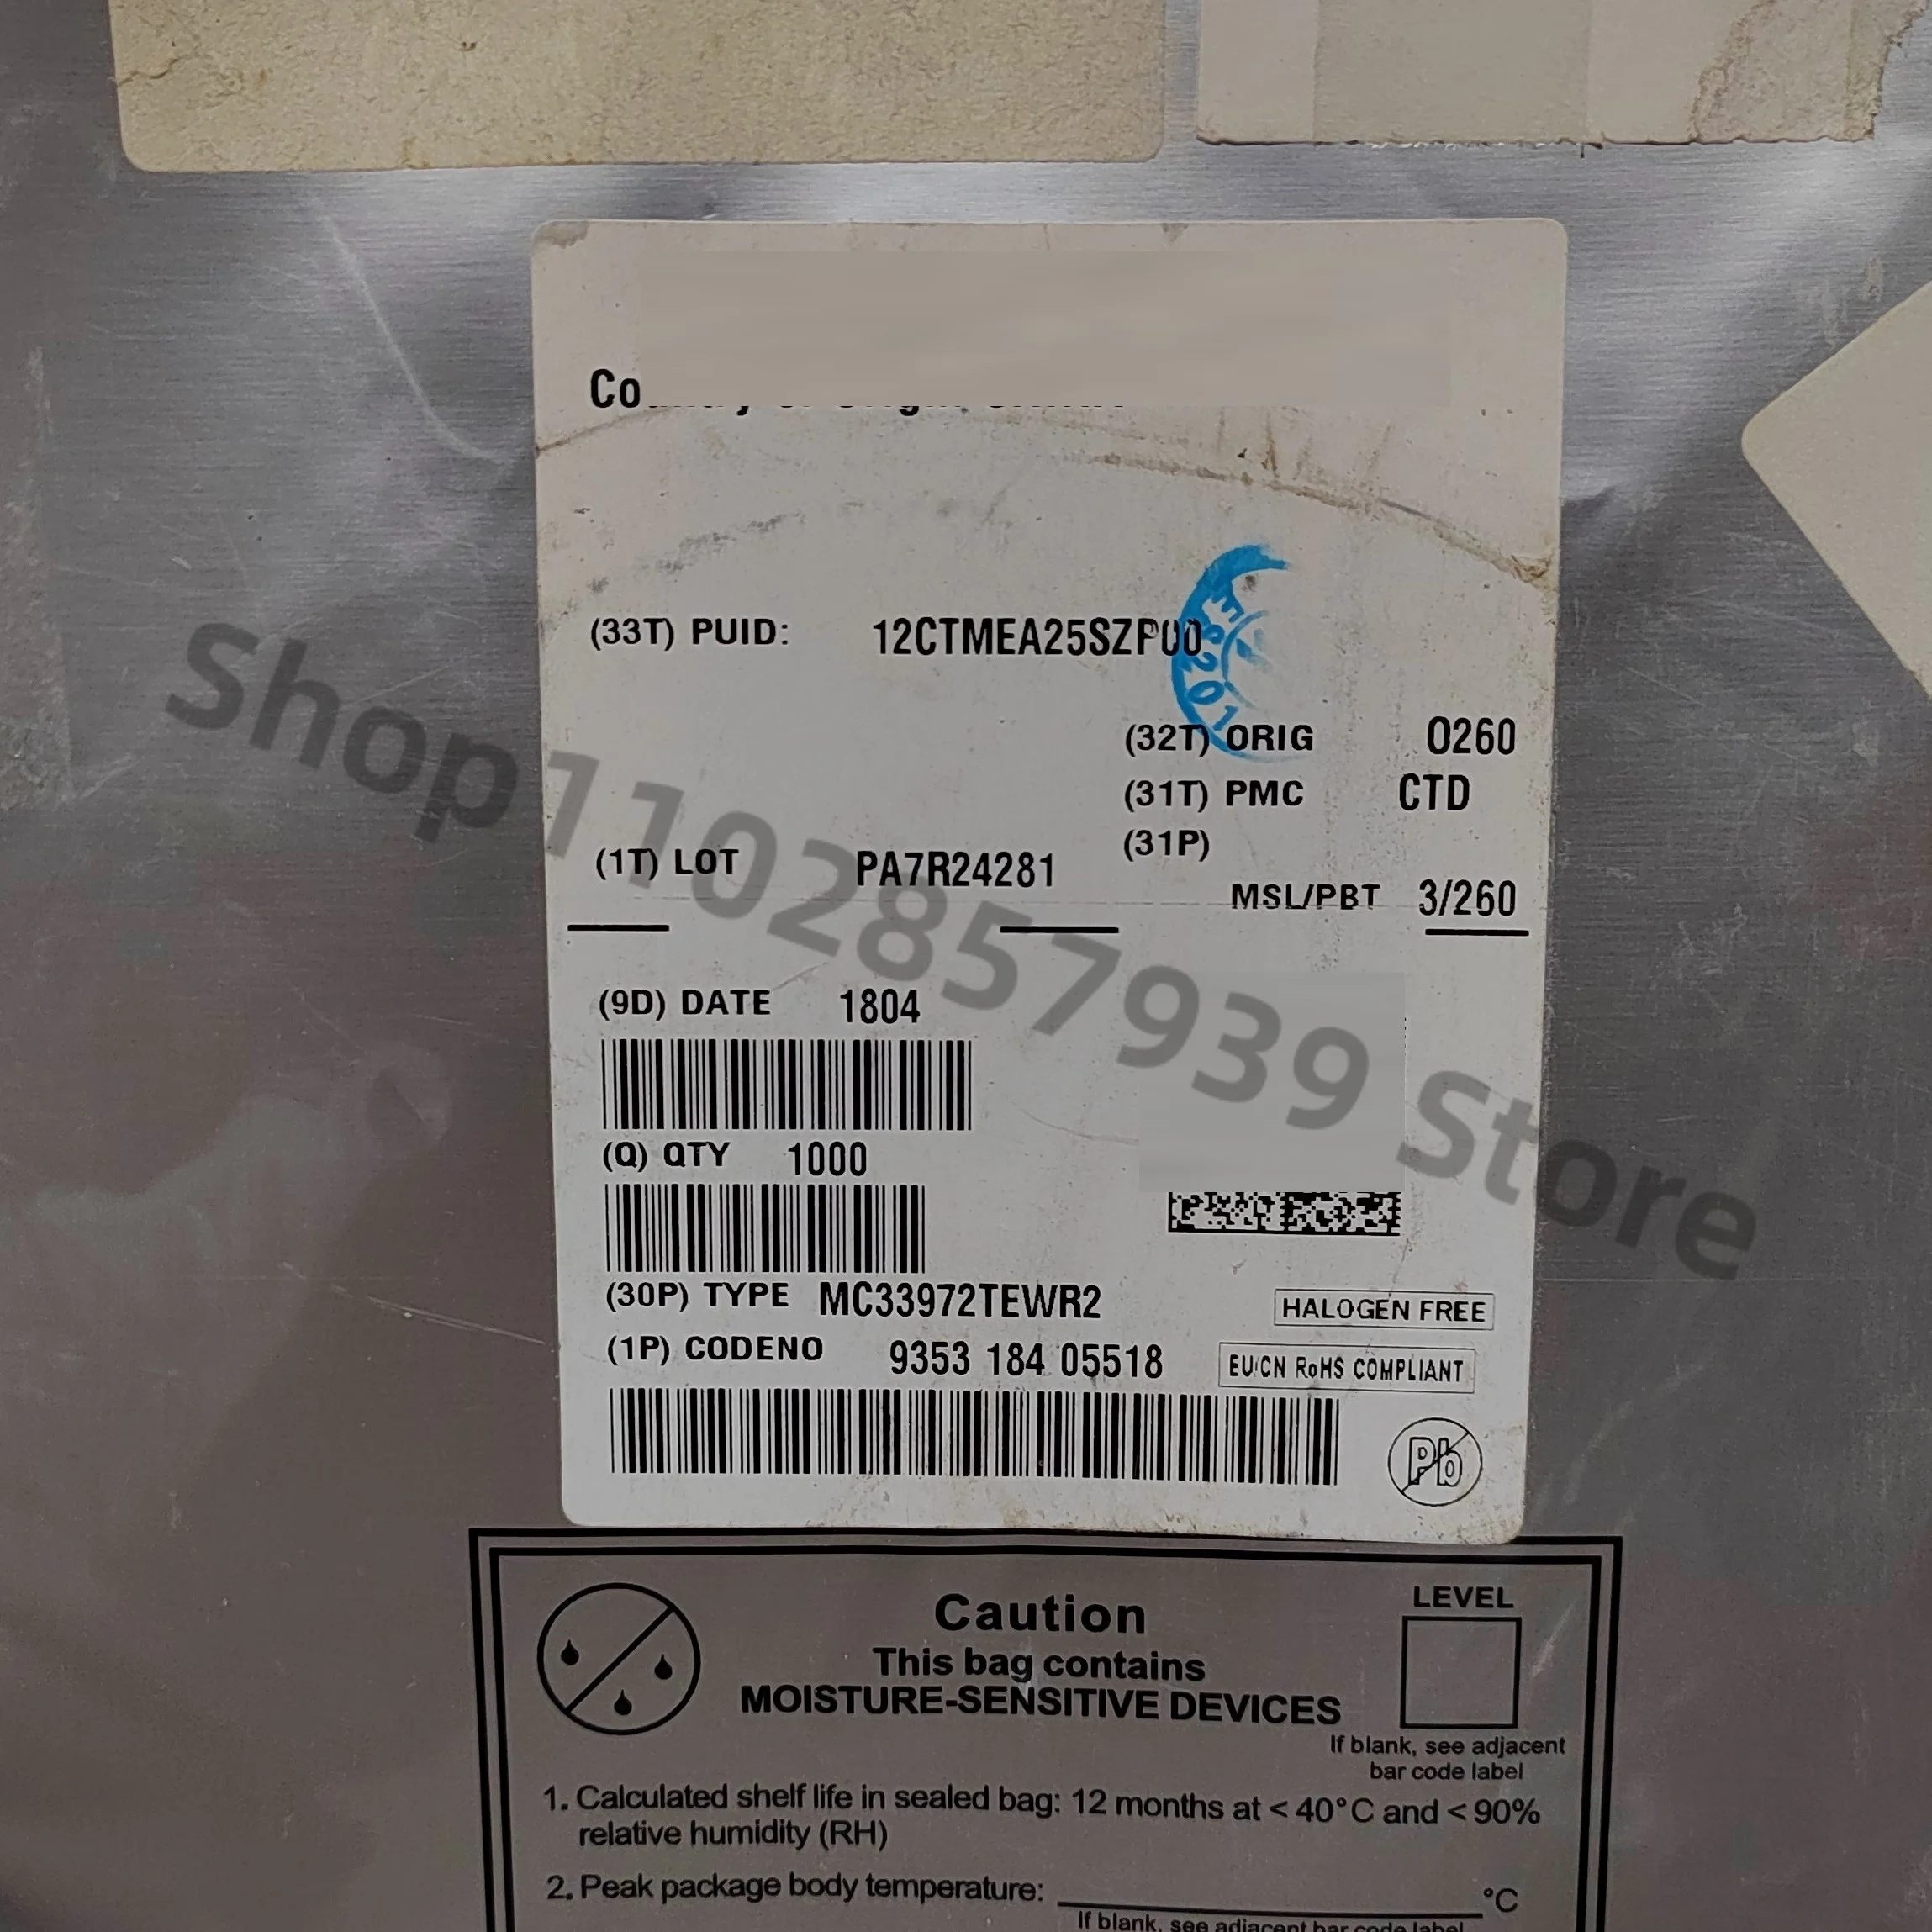 Co
(33T) PUID: 12CTMEA25SZP00
(32T) ORIG 0260
(31T) PMC CTD
(31P)
(1T) LOT PA7R24281
MSL/PBT 3/260
(9D) DATE 1804
(Q) QTY 1000
(30P) TYPE MC33972TEWR2
HALOGEN FREE
(1P) CODENO 9353 184 05518
EU/CN RoHS COMPLIANT
Pb
Shop1102857939 Store
Caution
LEVEL
This bag contains
MOISTURE-SENSITIVE DEVICES
If blank, see adjacent
bar code label
1. Calculated shelf life in sealed bag: 12 months at < 40°C and < 90%
relative humidity (RH)
2. Peak package body temperature: °C
If blank, see adjacent bar code label